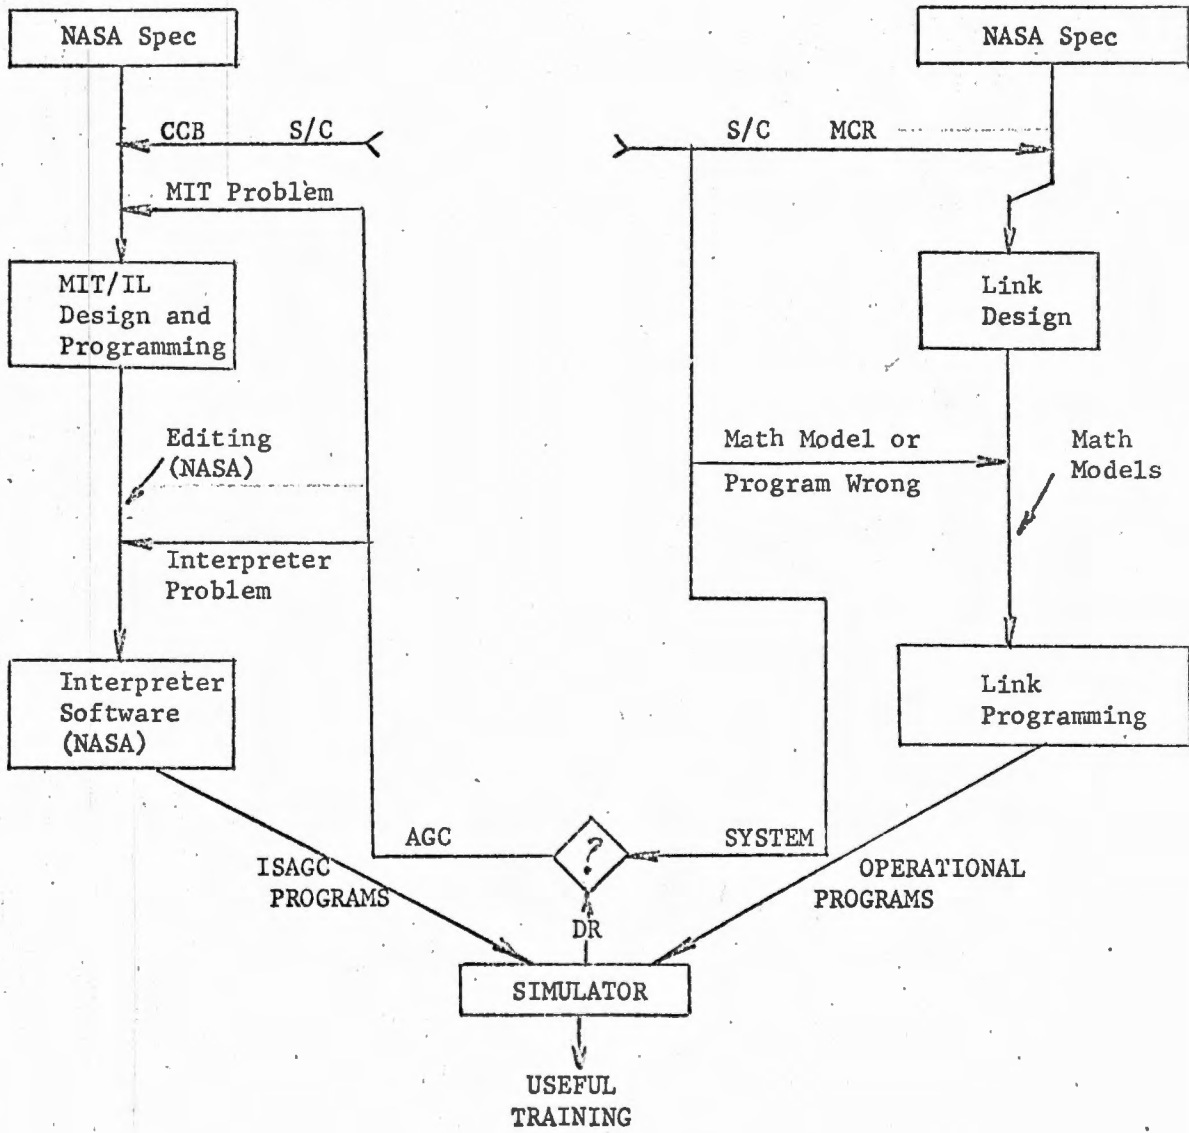 NASA Spec
NASA Spec
CCB S/C
S/C MCR
MIT Problem
MIT/IL
Design and
Programming
Link
Design
Editing
(NASA)
Math Model or
Program Wrong
Math
Models
Interpreter
Problem
Interpreter
Software
(NASA)
Link
Programming
AGC
?
SYSTEM
ISAGC
PROGRAMS
OPERATIONAL
PROGRAMS
DR
SIMULATOR
USEFUL
TRAINING